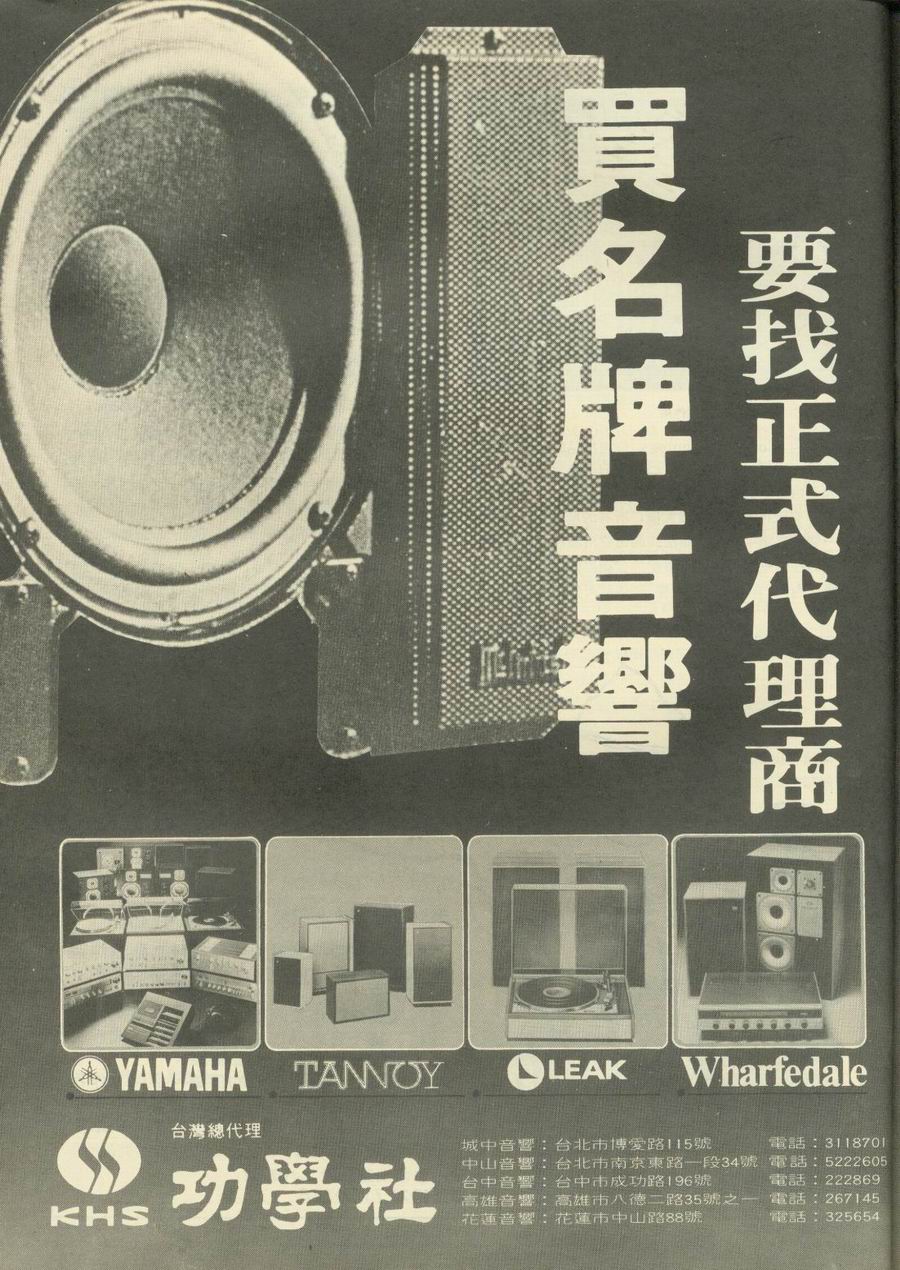 買名牌音響
要找正式代理商
YAMAHA
TANNOY
LEAK
Wharfedale
台灣總代理
KHS
功學社
城中音響：台北市博愛路115號 電話：3118701
中山音響：台北市南京東路一段34號 電話：5222605
台中音響：台中市成功路196號 電話：222869
高雄音響：高雄市八德二路35號之一 電話：267145
花蓮音響：花蓮市中山路88號 電話：325654